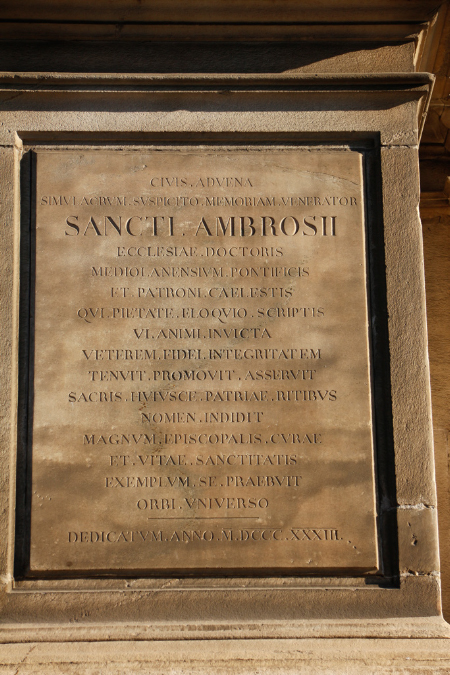 CIVIS . ADVENA
SIMVLACRVM . SVSPICITO . MEMORIAM . VENERATOR
SANCTI . AMBROSII
ECCLESIAE . DOCTORIS
MEDIOLANENSIVM . PONTIFICIS
ET . PATRONI . CAELESTIS
QVI . PIETATE . ELOQVIO . SCRIPTIS
VI . ANIMI . INVICTA
VETEREM . FIDEI . INTEGRITATEM
TENVIT . PROMOVIT . ASSERVIT
SACRIS . HVIVSCE . PATRIAE . RITIBVS
NOMEN . INDIDIT
MAGNVM . EPISCOPALIS . CVRAE
ET . VITAE . SANCTITATIS
EXEMPLVM . SE . PRAEBVIT
ORBI . VNIVERSO
DEDICATVM . ANNO . M.DCCC.XXXIII.